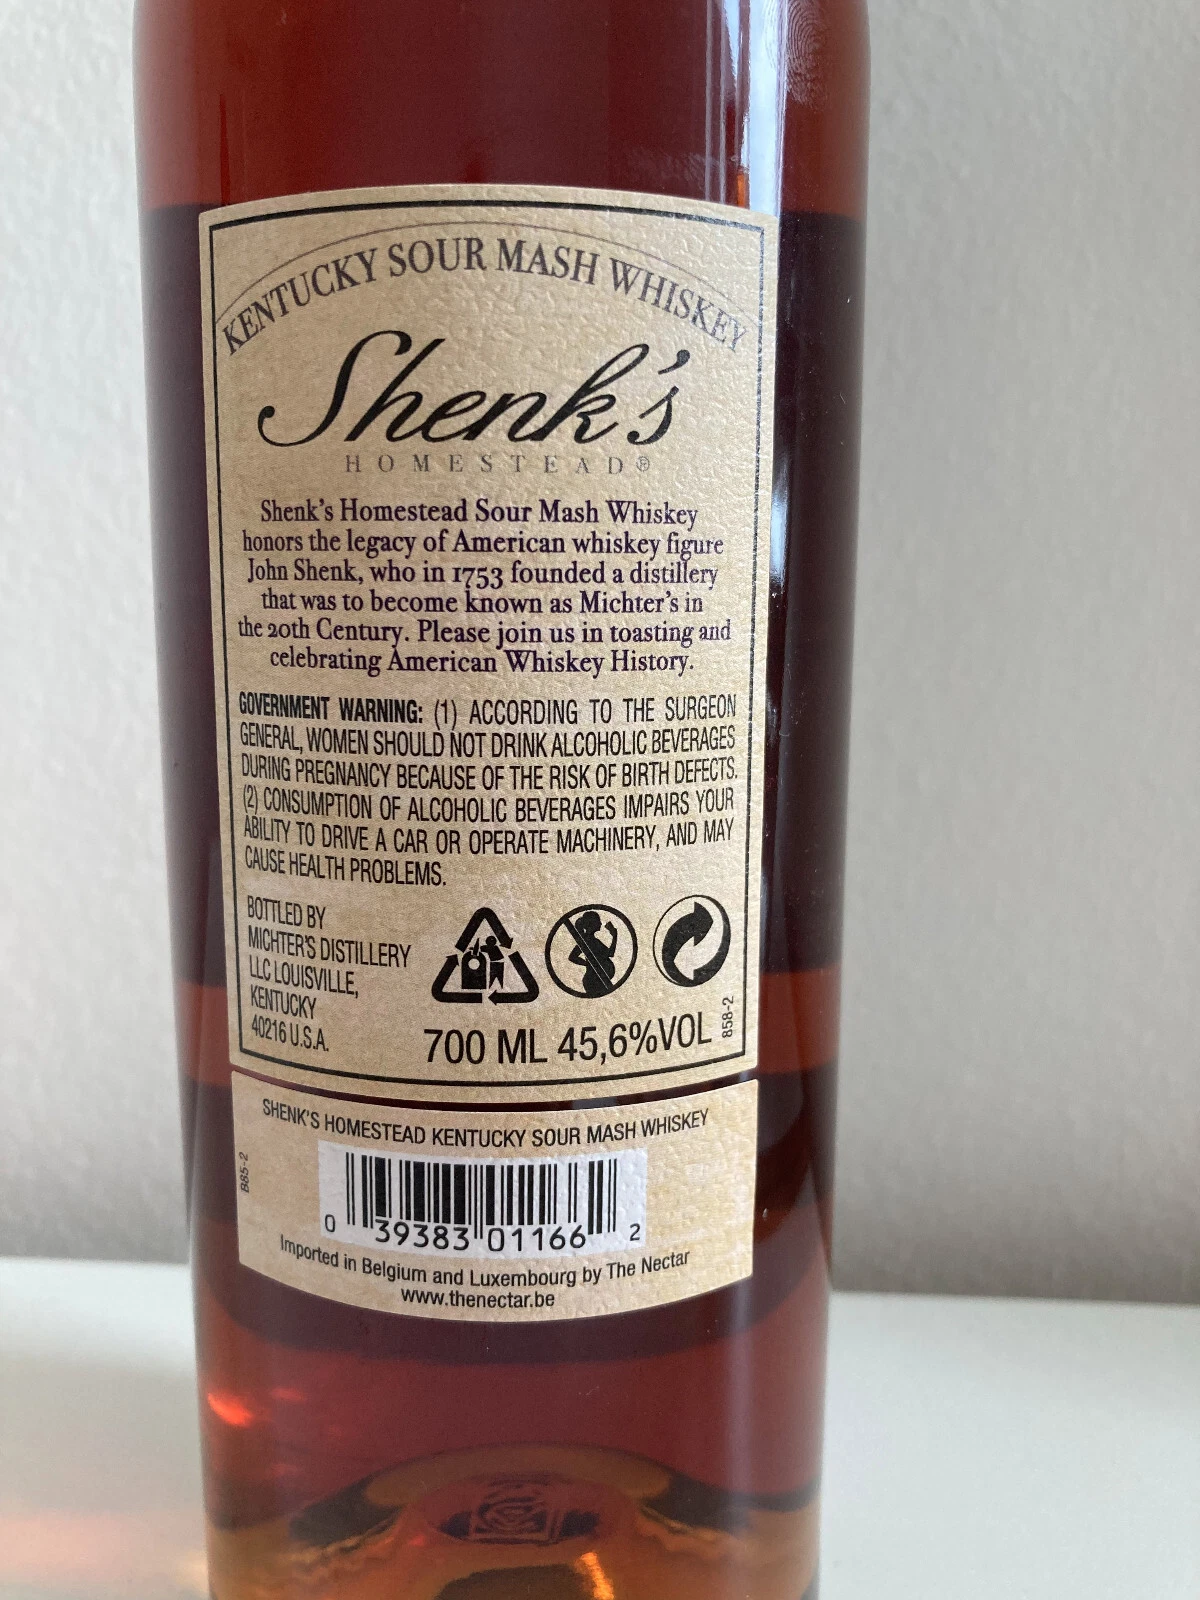 KENTUCKY SOUR MASH WHISKEY
Shenk's
HOMESTEAD®
Shenk's Homestead Sour Mash Whiskey
honors the legacy of American whiskey figure
John Shenk, who in 1753 founded a distillery
that was to become known as Michter's in
the 20th Century. Please join us in toasting and
celebrating American Whiskey History.
GOVERNMENT WARNING: (1) ACCORDING TO THE SURGEON
GENERAL, WOMEN SHOULD NOT DRINK ALCOHOLIC BEVERAGES
DURING PREGNANCY BECAUSE OF THE RISK OF BIRTH DEFECTS.
(2) CONSUMPTION OF ALCOHOLIC BEVERAGES IMPAIRS YOUR
ABILITY TO DRIVE A CAR OR OPERATE MACHINERY, AND MAY
CAUSE HEALTH PROBLEMS.
BOTTLED BY
MICHTER'S DISTILLERY
LLC LOUISVILLE,
KENTUCKY
40216 U.S.A.
700 ML 45,6%VOL
858-2
SHENK'S HOMESTEAD KENTUCKY SOUR MASH WHISKEY
B85-2
0 39383 01166 2
Imported in Belgium and Luxembourg by The Nectar
www.thenectar.be